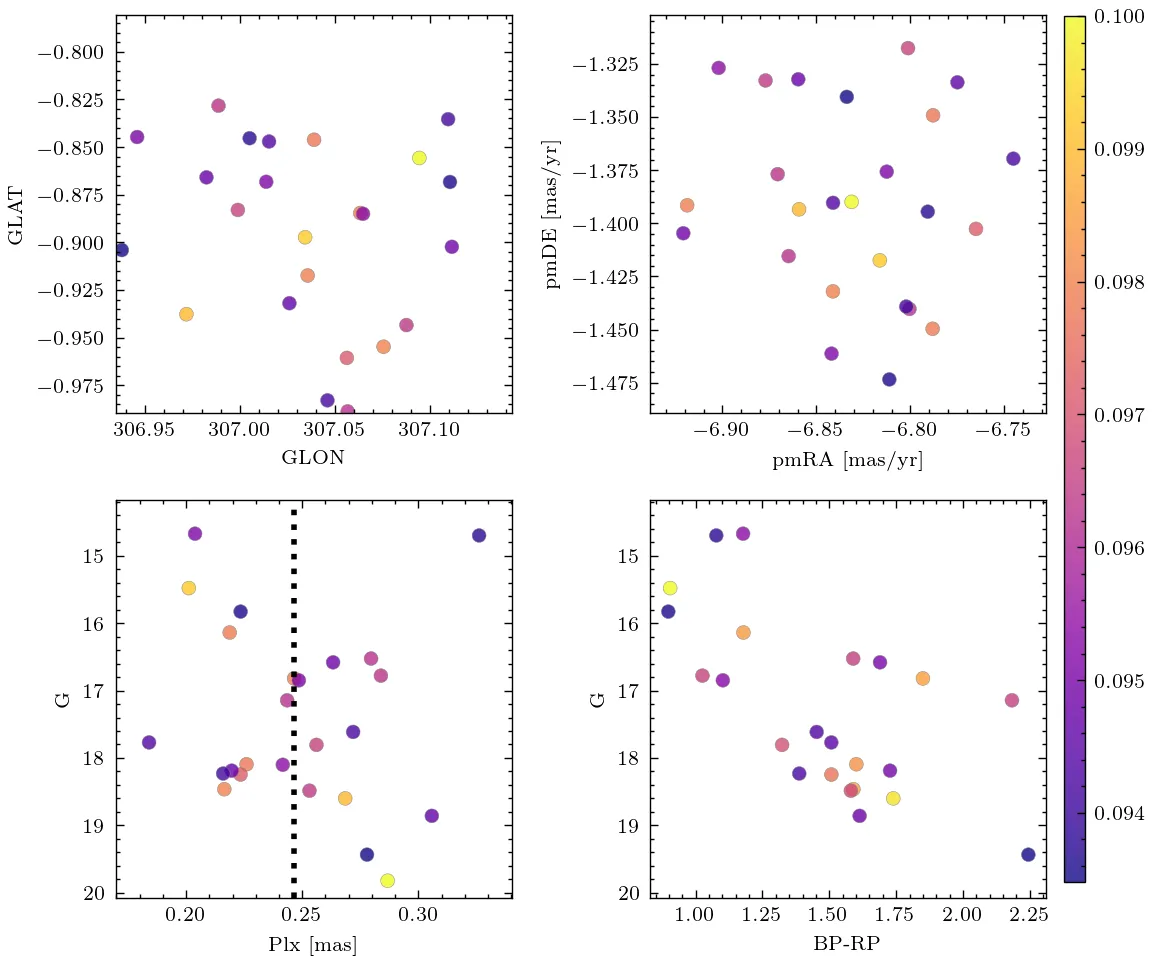 −0.800
−0.825
−0.850
−0.875
−0.900
−0.925
−0.950
−0.975
GLAT
306.95 307.00 307.05 307.10
GLON
−1.325
−1.350
−1.375
−1.400
−1.425
−1.450
−1.475
pmDE [mas/yr]
−6.90 −6.85 −6.80 −6.75
pmRA [mas/yr]
15
16
17
18
19
20
G
0.20 0.25 0.30
Plx [mas]
15
16
17
18
19
20
G
1.00 1.25 1.50 1.75 2.00 2.25
BP-RP
0.100
0.099
0.098
0.097
0.096
0.095
0.094